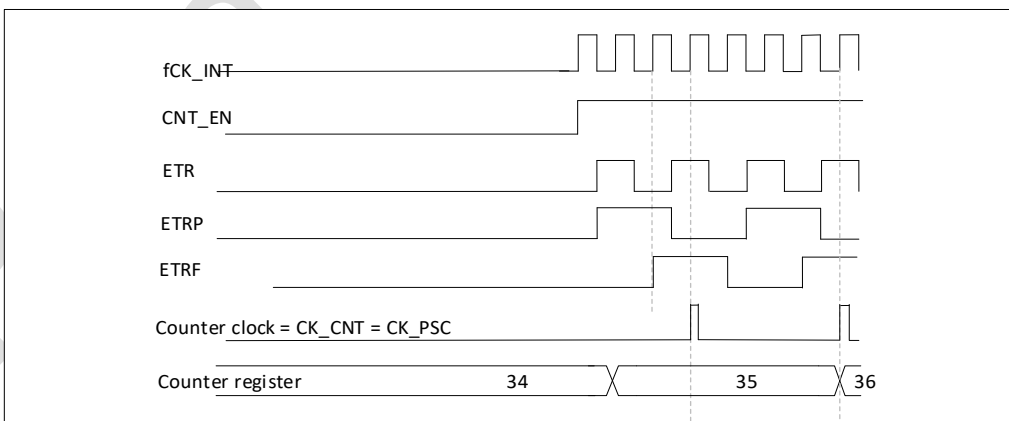 fCK_INT
CNT_EN
ETR
ETRP
ETRF
Counter clock = CK_CNT = CK_PSC
Counter register 34 35 36